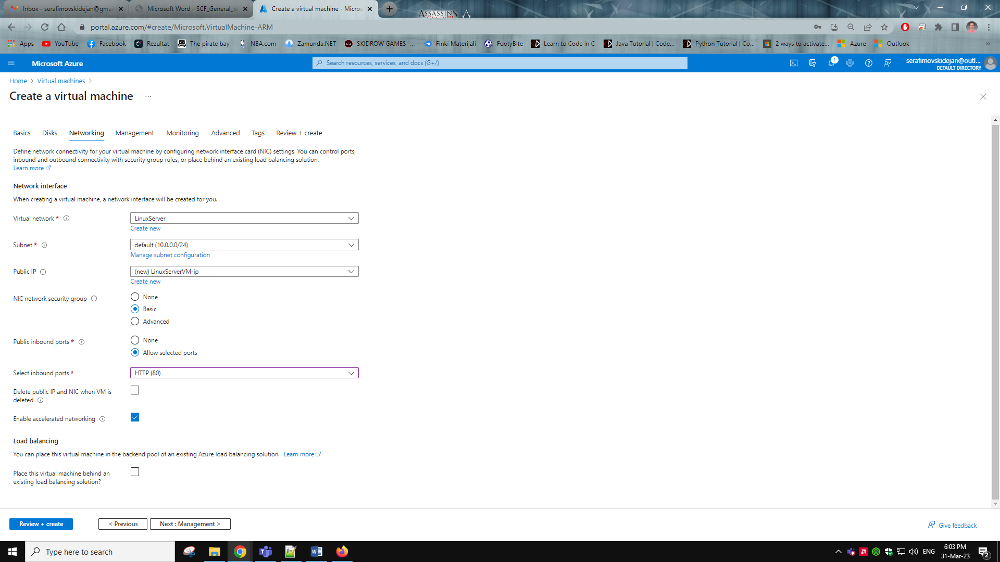 Inbox - serafimovskidejan@gma
Microsoft Word - SCF_General_te
Create a virtual machine - Micros
ASSASSINS
portal.azure.com/#create/Microsoft.VirtualMachine-ARM
Apps
YouTube
Facebook
Rezultat
The pirate bay
NBA.com
Zamunda.NET
SKIDROW GAMES -...
Finki Materijali
FootyBite
Learn to Code in C
Java Tutorial | Code...
Python Tutorial | Co...
2 ways to activate...
Azure
Outlook
»
Microsoft Azure
Search resources, services, and docs (G+/)
1
serafimovskidejan@outl...
DEFAULT DIRECTORY
Home > Virtual machines >
Create a virtual machine ...
Basics Disks Networking Management Monitoring Advanced Tags Review + create
Define network connectivity for your virtual machine by configuring network interface card (NIC) settings. You can control ports,
inbound and outbound connectivity with security group rules, or place behind an existing load balancing solution.
Learn more
Network interface
When creating a virtual machine, a network interface will be created for you.
Virtual network *
LinuxServer
Create new
Subnet *
default (10.0.0.0/24)
Manage subnet configuration
Public IP
(new) LinuxServerVM-ip
Create new
NIC network security group
None
Basic
Advanced
Public inbound ports *
None
Allow selected ports
Select inbound ports *
HTTP (80)
Delete public IP and NIC when VM is
deleted
Enable accelerated networking
Load balancing
You can place this virtual machine in the backend pool of an existing Azure load balancing solution. Learn more
Place this virtual machine behind an
existing load balancing solution?
Review + create
< Previous
Next : Management >
Give feedback
Type here to search
ENG
6:03 PM
31-Mar-23
2